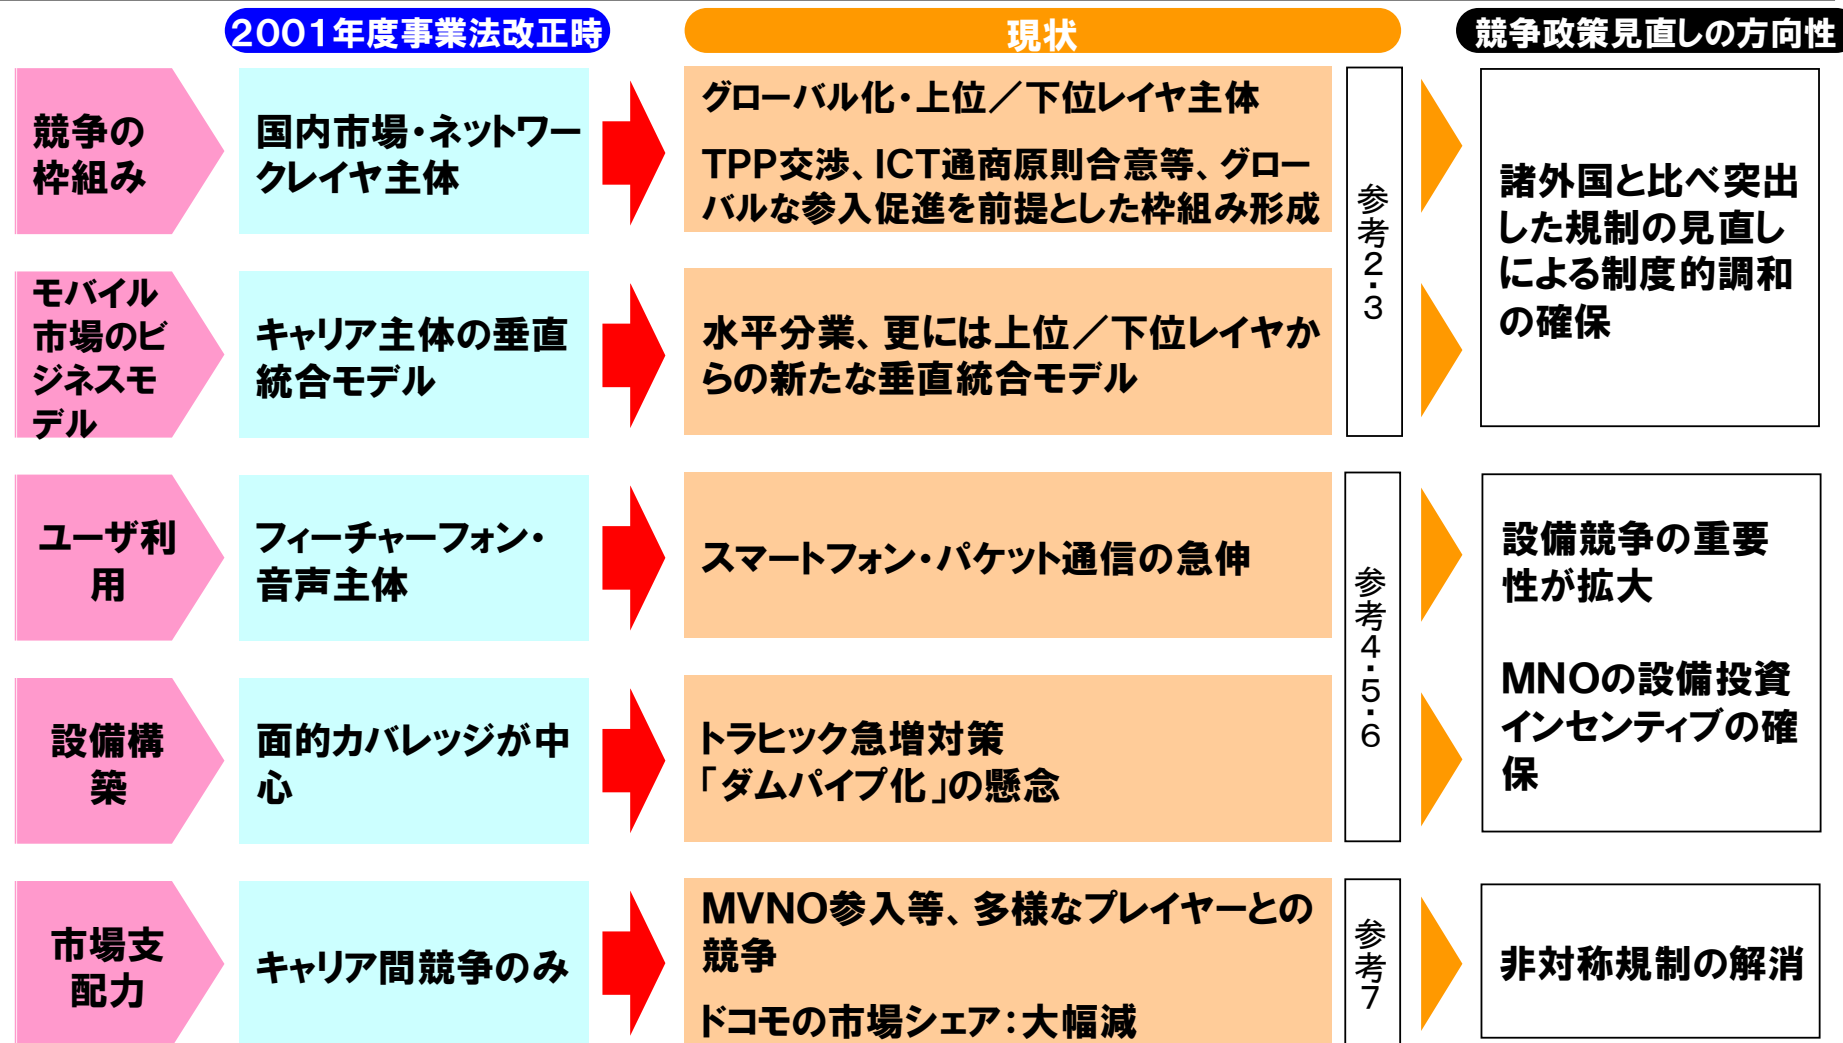 2001年度事業法改正時
現状
競争政策見直しの方向性
競争の
枠組み
国内市場・ネットワー
クレイヤ主体
グローバル化・上位／下位レイヤ主体
TPP交渉、ICT通商原則合意等、グロー
バルな参入促進を前提とした枠組み形成
参考2・3
諸外国と比べ突出
した規制の見直し
による制度的調和
の確保
モバイル
市場のビ
ジネスモ
デル
キャリア主体の垂直
統合モデル
水平分業、更には上位／下位レイヤか
らの新たな垂直統合モデル
ユーザ利
用
フィーチャーフォン・
音声主体
スマートフォン・パケット通信の急伸
参考4・5・6
設備競争の重要
性が拡大
MNOの設備投資
インセンティブの確
保
設備構
築
面的カバレッジが中
心
トラヒック急増対策
「ダムパイプ化」の懸念
市場支
配力
キャリア間競争のみ
MVNO参入等、多様なプレイヤーとの
競争
ドコモの市場シェア：大幅減
参考7
非対称規制の解消